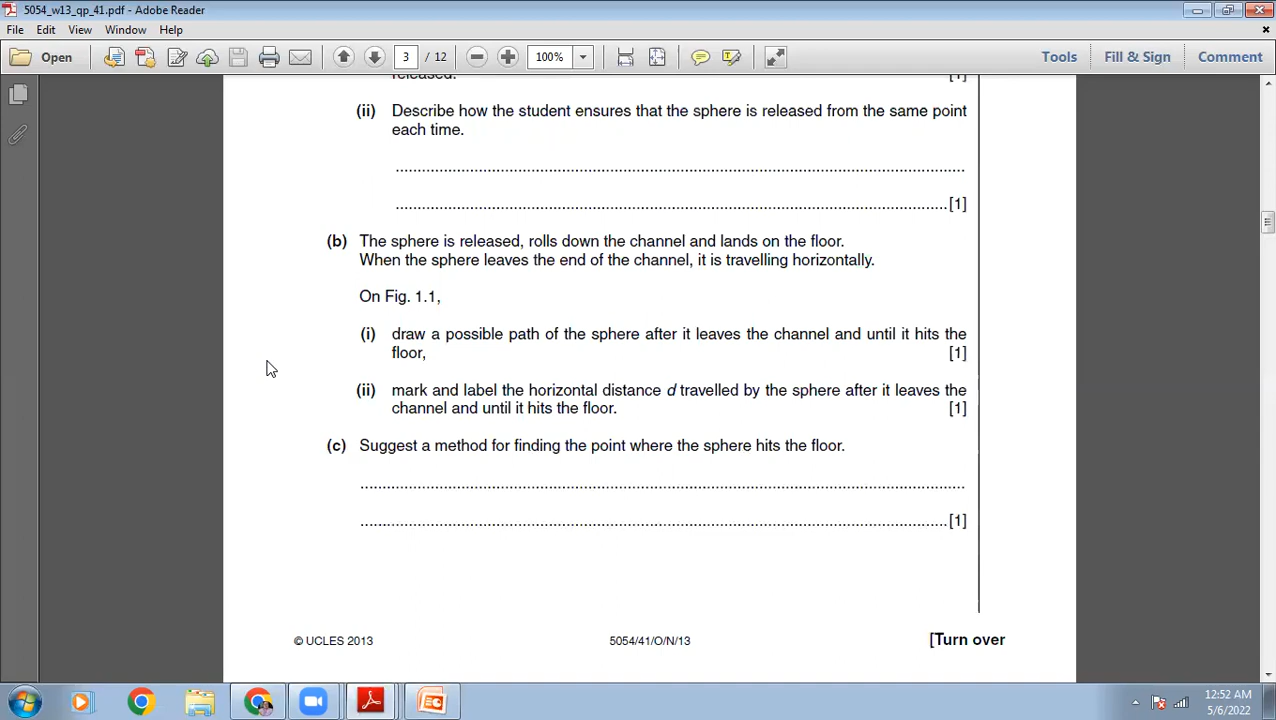 5054_w13_qp_41.pdf - Adobe Reader
File Edit View Window Help
Open 3 / 12 100% Tools Fill & Sign Comment
released. [1]
(ii) Describe how the student ensures that the sphere is released from the same point
each time.
..........................................................................................................................
......................................................................................................................[1]
(b) The sphere is released, rolls down the channel and lands on the floor.
When the sphere leaves the end of the channel, it is travelling horizontally.
On Fig. 1.1,
(i) draw a possible path of the sphere after it leaves the channel and until it hits the
floor, [1]
(ii) mark and label the horizontal distance d travelled by the sphere after it leaves the
channel and until it hits the floor. [1]
(c) Suggest a method for finding the point where the sphere hits the floor.
..........................................................................................................................
......................................................................................................................[1]
© UCLES 2013 5054/41/O/N/13 [Turn over
12:52 AM
5/6/2022